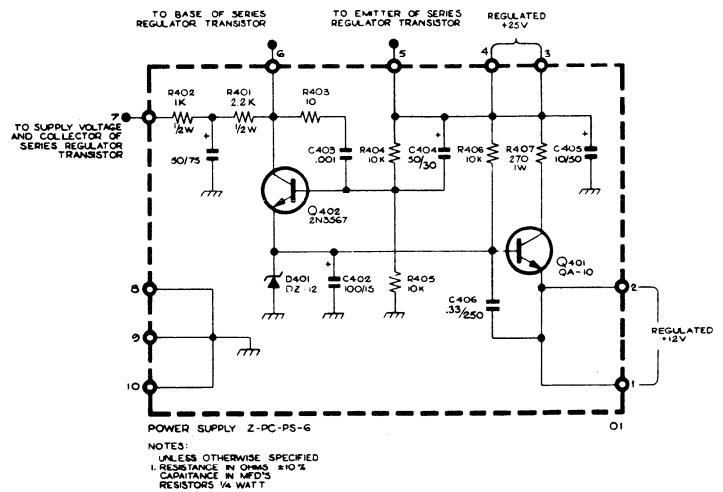 TO BASE OF SERIES
REGULATOR TRANSISTOR
TO EMITTER OF SERIES
REGULATOR TRANSISTOR
REGULATED
+25V
6
5
4
3
R402
1K
1/2W
R401
2.2K
1/2W
R403
10
7
TO SUPPLY VOLTAGE
AND COLLECTOR OF
SERIES REGULATOR
TRANSISTOR
+
50/75
C403
.001
R404
10K
+
C404
50/30
R406
10K
R407
270
1W
+
C405
10/50
Q402
2N3567
Q401
QA-10
D401
DZ-12
+
C402
100/15
R405
10K
C406
.33/250
8
9
10
2
REGULATED
+12V
1
POWER SUPPLY Z-PC-PS-6
01
NOTES:
UNLESS OTHERWISE SPECIFIED
1. RESISTANCE IN OHMS ±10%
CAPAITANCE IN MFD'S
RESISTORS 1/4 WATT